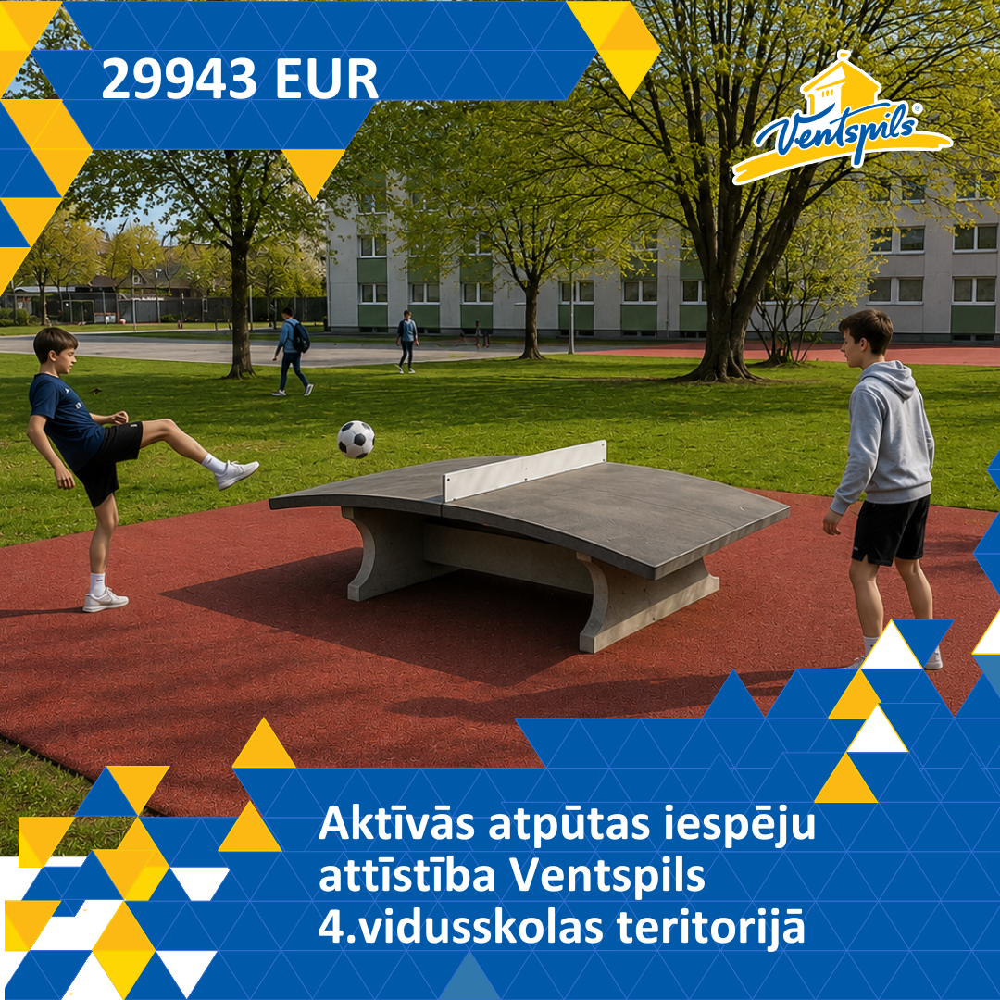 29943 EUR
Ventspils®
Aktīvās atpūtas iespēju
attīstība Ventspils
4.vidusskolas teritorijā